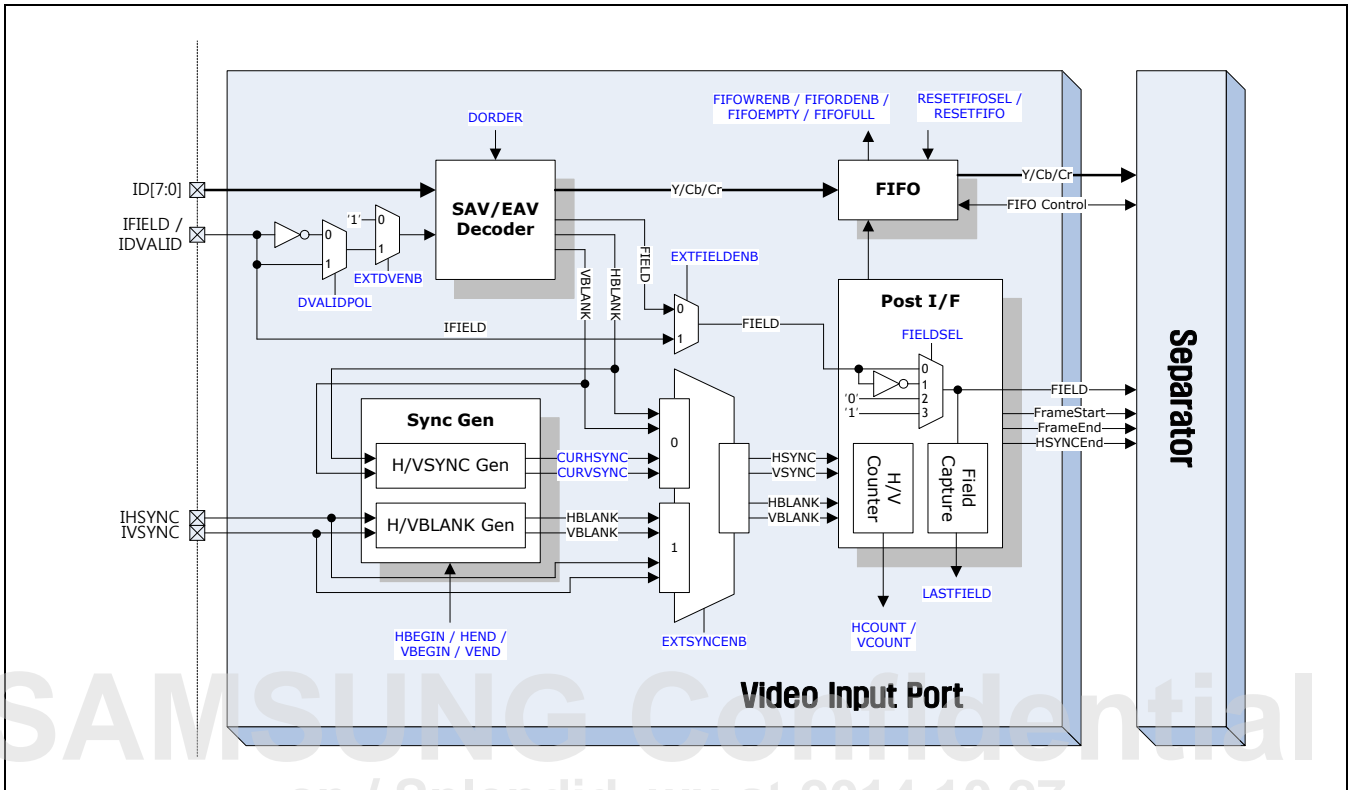 FIFOWRENB / FIFORDENB /
FIFOEMPTY / FIFOFULL
RESETFIFOSEL /
RESETFIFO
DORDER
ID[7:0]
IFIELD /
IDVALID
'1'
0
1
0
1
EXTDVENB
DVALIDPOL
SAV/EAV
Decoder
Y/Cb/Cr
FIELD
HBLANK
VBLANK
FIFO
Y/Cb/Cr
FIFO Control
EXTFIELDENB
0
1
IFIELD
FIELD
Post I/F
FIELDSEL
0
1
2
3
'0'
'1'
FIELD
FrameStart
FrameEnd
HSYNCEnd
Separator
Sync Gen
H/VSYNC Gen
CURHSYNC
CURVSYNC
0
HSYNC
VSYNC
H/V
Counter
Field
Capture
IHSYNC
IVSYNC
H/VBLANK Gen
HBLANK
VBLANK
1
HBLANK
VBLANK
LASTFIELD
HBEGIN / HEND /
VBEGIN / VEND
EXTSYNCENB
HCOUNT /
VCOUNT
Video Input Port
SAMSUNG Confidential